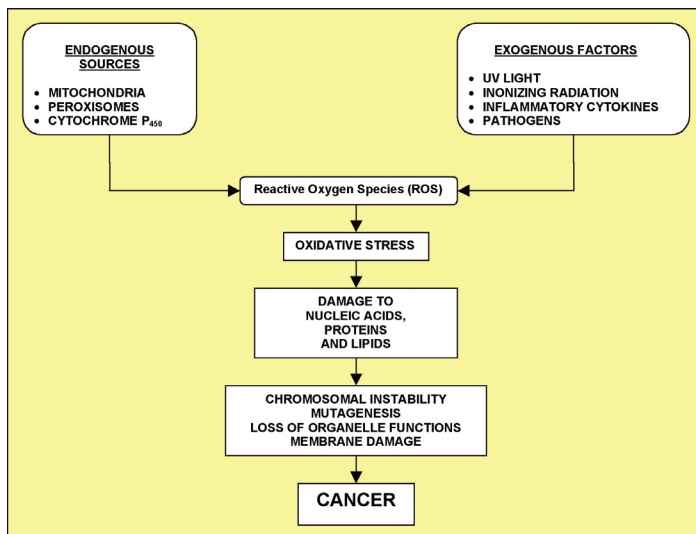 ENDOGENOUS
SOURCES
• MITOCHONDRIA
• PEROXISOMES
• CYTOCHROME P450
EXOGENOUS FACTORS
• UV LIGHT
• INONIZING RADIATION
• INFLAMMATORY CYTOKINES
• PATHOGENS
Reactive Oxygen Species (ROS)
OXIDATIVE STRESS
DAMAGE TO
NUCLEIC ACIDS,
PROTEINS
AND LIPIDS
CHROMOSOMAL INSTABILITY
MUTAGENESIS
LOSS OF ORGANELLE FUNCTIONS
MEMBRANE DAMAGE
CANCER